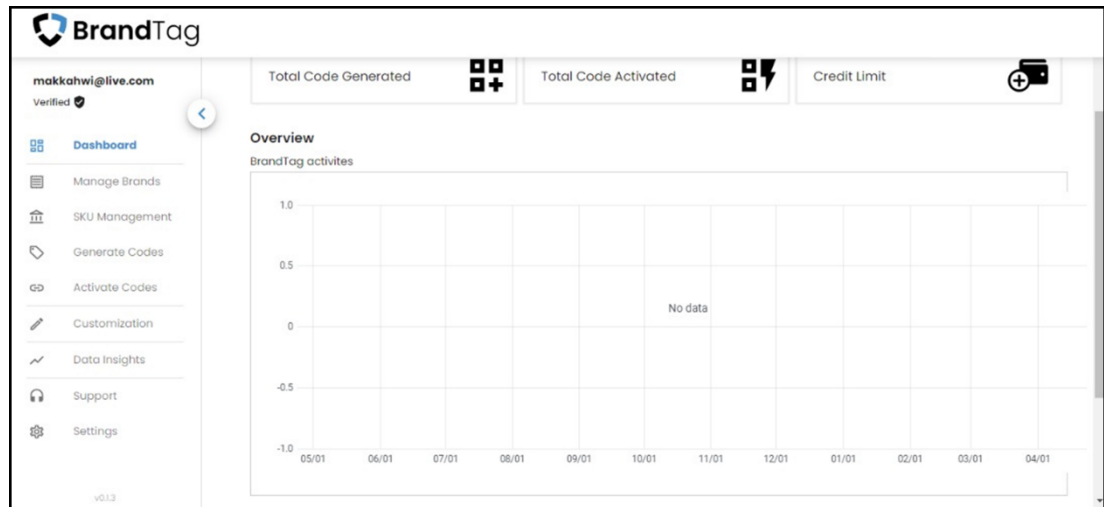 BrandTag
makkahwi@live.com
Verified
Dashboard
Manage Brands
SKU Management
Generate Codes
Activate Codes
Customization
Data Insights
Support
Settings
v0.1.3
Total Code Generated
Total Code Activated
Credit Limit
Overview
BrandTag activites
1.0
0.5
0
-0.5
-1.0
No data
05/01 06/01 07/01 08/01 09/01 10/01 11/01 12/01 01/01 02/01 03/01 04/01